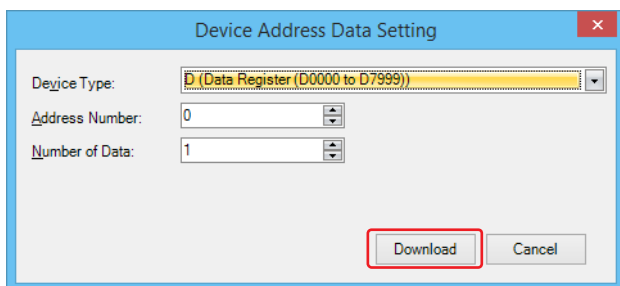 Device Address Data Setting
Device Type: D (Data Register (D0000 to D7999))
Address Number: 0
Number of Data: 1
Download Cancel